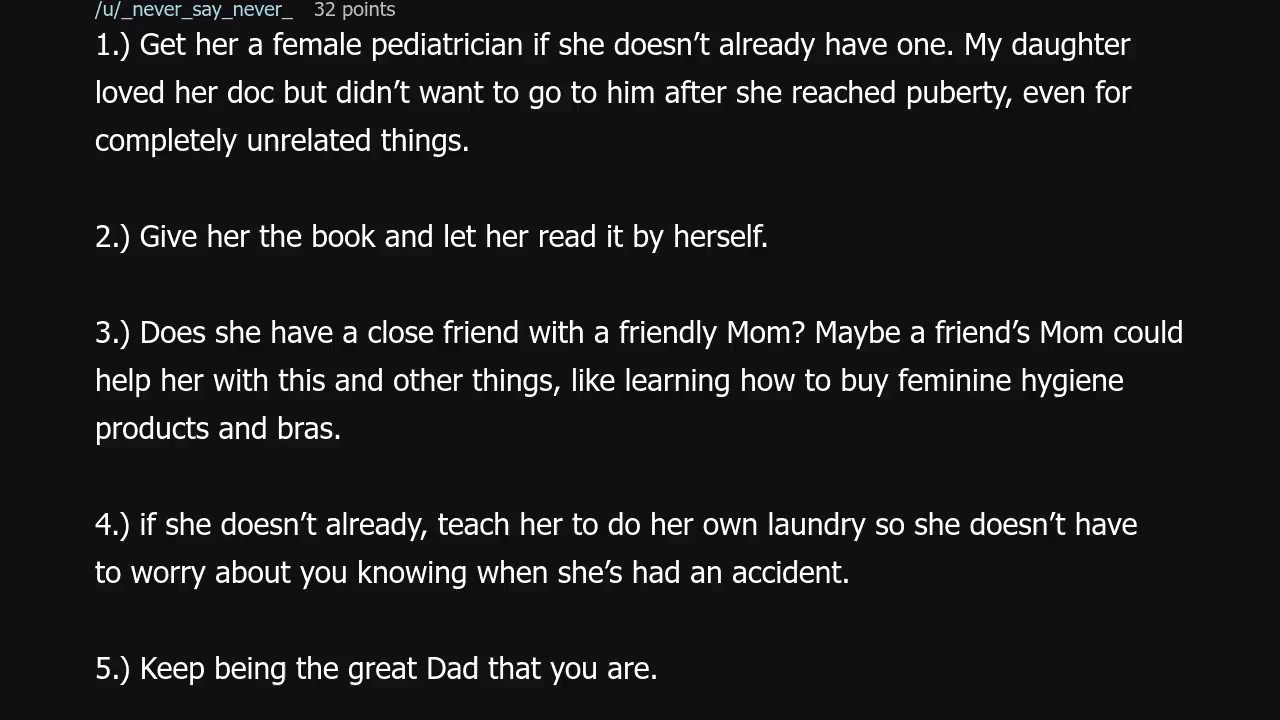 /u/_never_say_never_ 32 points
1.) Get her a female pediatrician if she doesn’t already have one. My daughter
loved her doc but didn’t want to go to him after she reached puberty, even for
completely unrelated things.
2.) Give her the book and let her read it by herself.
3.) Does she have a close friend with a friendly Mom? Maybe a friend’s Mom could
help her with this and other things, like learning how to buy feminine hygiene
products and bras.
4.) if she doesn’t already, teach her to do her own laundry so she doesn’t have
to worry about you knowing when she’s had an accident.
5.) Keep being the great Dad that you are.